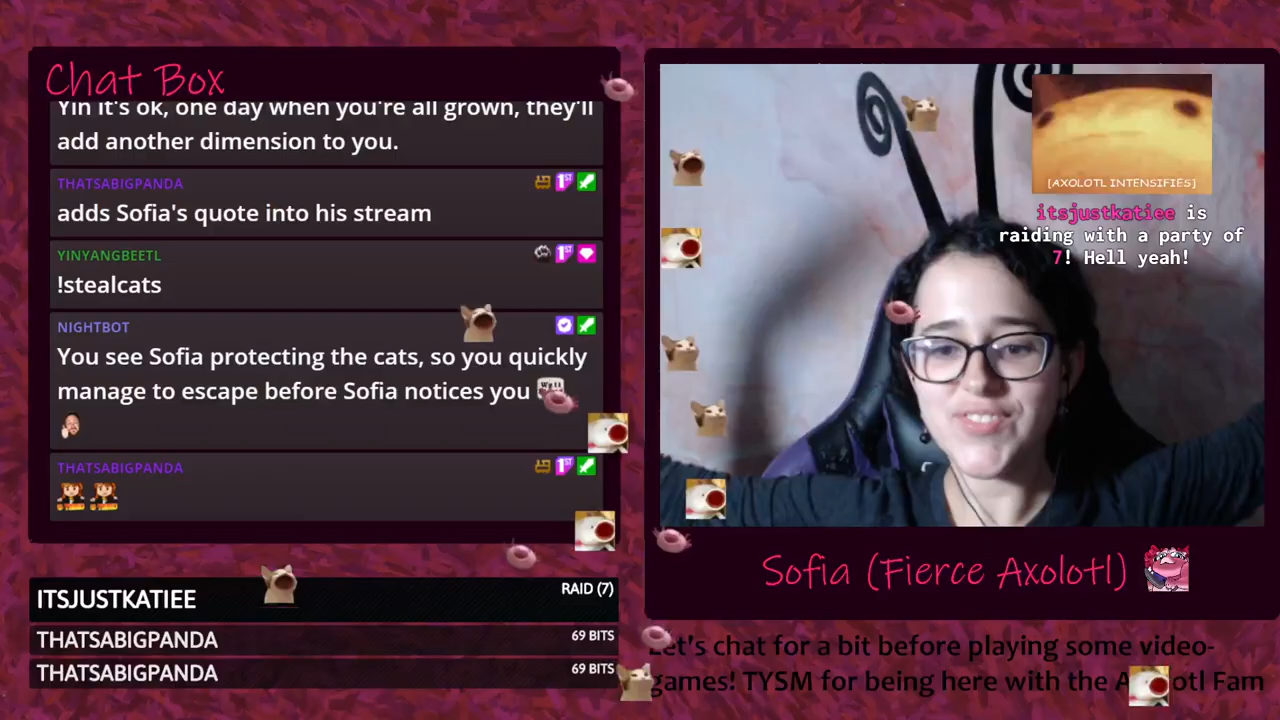 Chat Box
Yin it's ok, one day when you're all grown, they'll
add another dimension to you.
THATSABIGPANDA
adds Sofia's quote into his stream
YINYANGBEETL
!stealcats
NIGHTBOT
You see Sofia protecting the cats, so you quickly
manage to escape before Sofia notices you
THATSABIGPANDA
ITSJUSTKATIEE RAID (7)
THATSABIGPANDA 69 BITS
THATSABIGPANDA 69 BITS
[AXOLOTL INTENSIFIES]
itsjustkatiee is
raiding with a party of
7! Hell yeah!
Sofia (Fierce Axolotl)
Let's chat for a bit before playing some video-
games! TYSM for being here with the Axolotl Fam